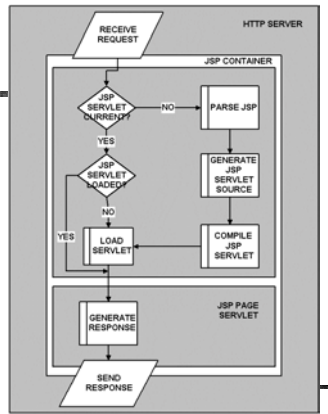 RECEIVE
REQUEST
HTTP SERVER
JSP CONTAINER
JSP
SERVLET
CURRENT?
NO
PARSE JSP
YES
GENERATE
JSP
SERVLET
SOURCE
JSP
SERVLET
LOADED?
NO
YES
LOAD
SERVLET
COMPILE
JSP
SERVLET
JSP PAGE
SERVLET
GENERATE
RESPONSE
SEND
RESPONSE